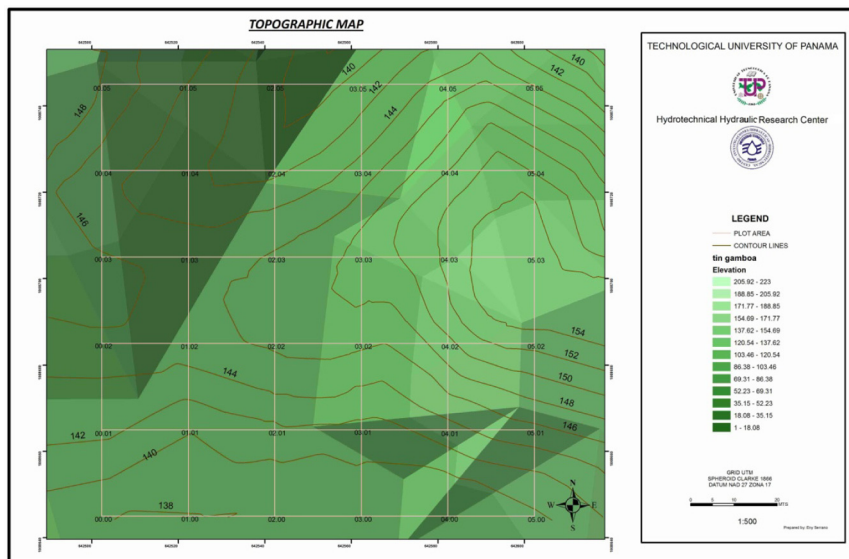 TOPOGRAPHIC MAP
140
142
144
140
142
148
00.05
01.05
03.05
04.05
05.05
00.04
01.04
02.04
03.04
04.04
05.04
146
00.03
01.03
02.03
03.03
04.03
05.03
154
152
150
148
146
00.02
01.02
02.02
03.02
04.02
05.02
144
142
140
138
00.01
01.01
02.01
03.01
04.01
05.01
00.00
01.00
02.00
03.00
04.00
05.00
N
W
E
S
TECHNOLOGICAL UNIVERSITY OF PANAMA
Hydrotechnical Hydraulic Research Center
LEGEND
PLOT AREA
CONTOUR LINES
tin gamboa
Elevation
205.92 - 223
188.85 - 205.92
171.77 - 188.85
154.69 - 171.77
137.62 - 154.69
120.54 - 137.62
103.46 - 120.54
86.38 - 103.46
69.31 - 86.38
52.23 - 69.31
35.15 - 52.23
18.08 - 35.15
1 - 18.08
GRID UTM
SPHEROID CLARKE 1866
DATUM NAD 27 ZONA 17
0 5 10 20
MTS
1:500
Prepared by: Eny Serrano